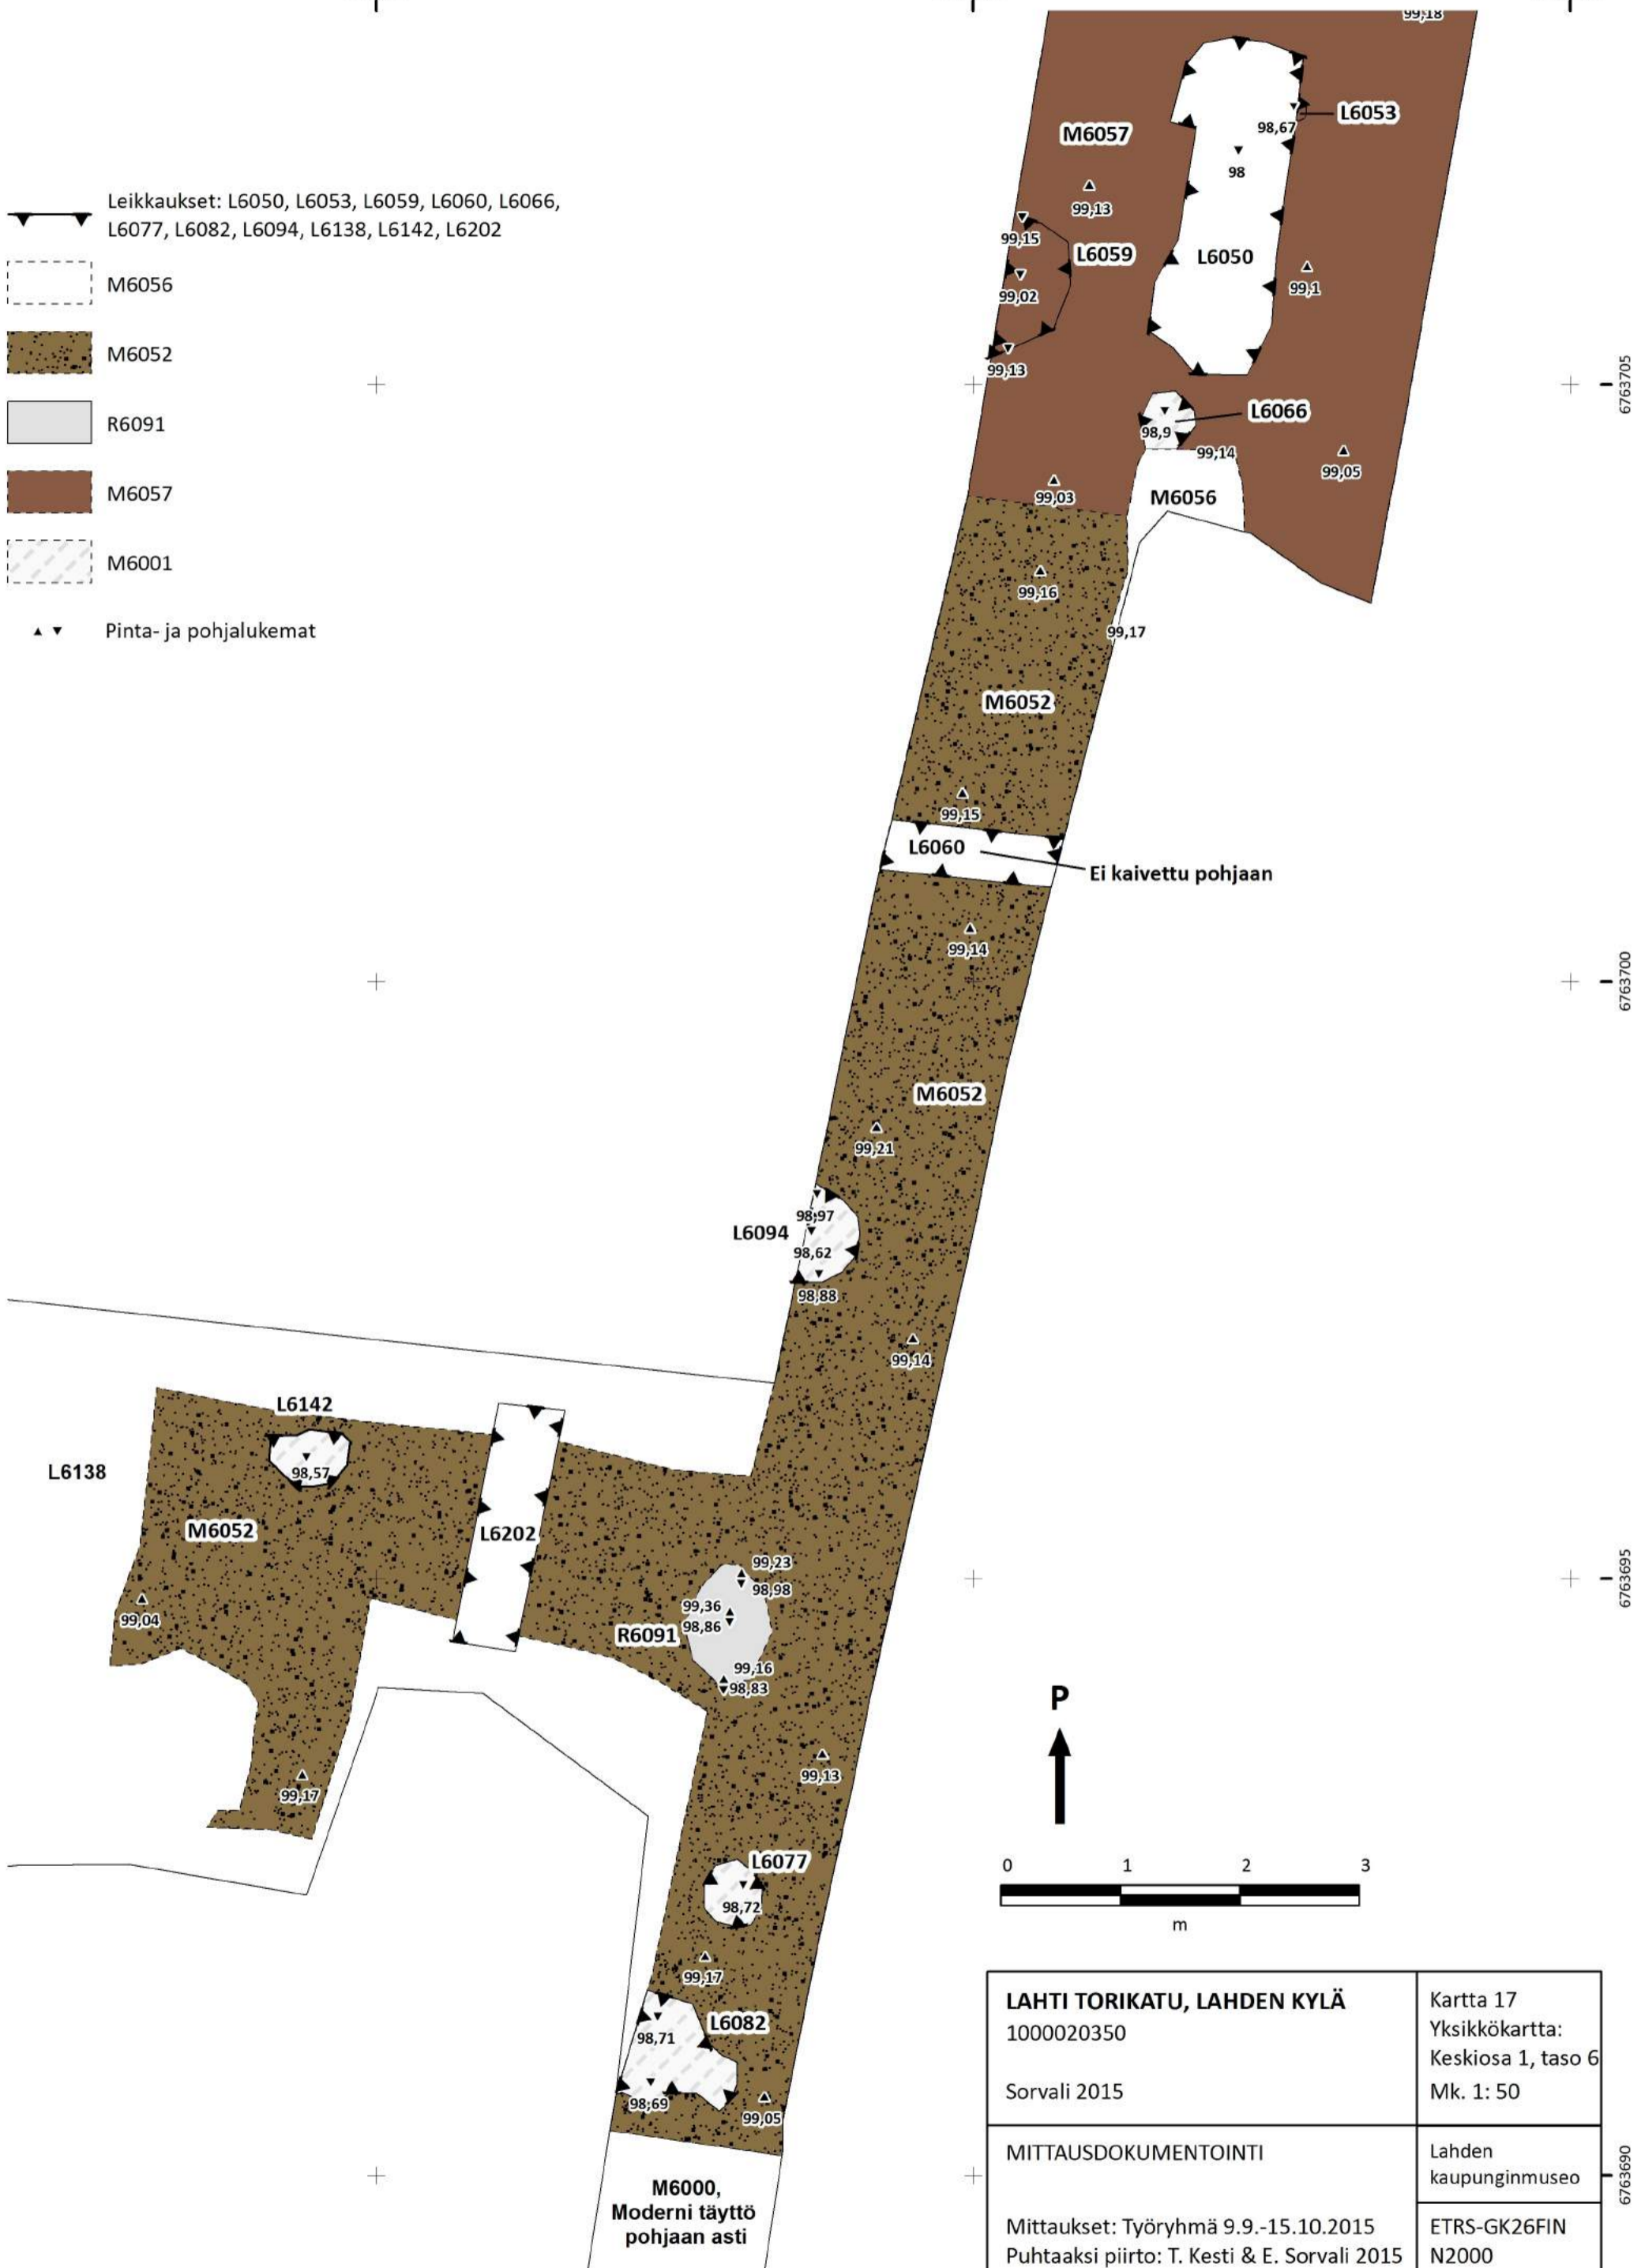 99,18
L6053
98,67
M6057
98
99,13
99,15
L6059
L6050
99,02
99,1
99,13
6763705
L6066
98,9
99,14
99,05
99,03
M6056
99,16
99,17
M6052
99,15
L6060
Ei kaivettu pohjaan
99,14
6763700
M6052
99,21
98,97
L6094
98,62
98,88
99,14
L6142
98,57
L6138
M6052
L6202
99,23
98,98
99,36
98,86
6763695
99,04
R6091
99,16
98,83
99,13
99,17
L6077
98,72
99,17
L6082
98,71
98,69
99,05
M6000,
Moderni täyttö
pohjaan asti
6763690
Leikkaukset: L6050, L6053, L6059, L6060, L6066,
L6077, L6082, L6094, L6138, L6142, L6202
M6056
M6052
R6091
M6057
M6001
Pinta- ja pohjalukemat
P
0 1 2 3
m
LAHTI TORIKATU, LAHDEN KYLÄ
1000020350
Sorvali 2015
Kartta 17
Yksikkökartta:
Keskiosa 1, taso 6
Mk. 1: 50
MITTAUSDOKUMENTOINTI
Lahden
kaupunginmuseo
Mittaukset: Työryhmä 9.9.-15.10.2015
Puhtaaksi piirto: T. Kesti & E. Sorvali 2015
ETRS-GK26FIN
N2000